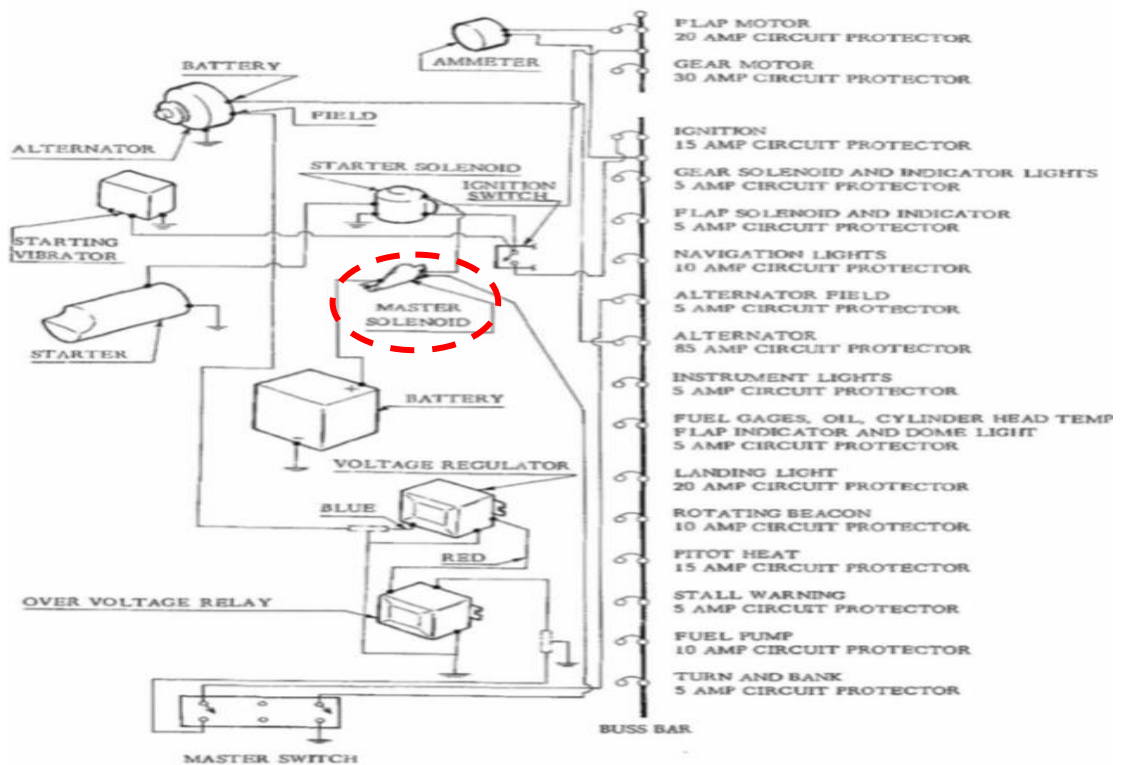 FLAP MOTOR
20 AMP CIRCUIT PROTECTOR
AMMETER
GEAR MOTOR
30 AMP CIRCUIT PROTECTOR
BATTERY
FIELD
ALTERNATOR
IGNITION
15 AMP CIRCUIT PROTECTOR
STARTER SOLENOID
IGNITION
SWITCH
GEAR SOLENOID AND INDICATOR LIGHTS
5 AMP CIRCUIT PROTECTOR
FLAP SOLENOID AND INDICATOR
5 AMP CIRCUIT PROTECTOR
STARTING
VIBRATOR
NAVIGATION LIGHTS
10 AMP CIRCUIT PROTECTOR
MASTER
SOLENOID
ALTERNATOR FIELD
5 AMP CIRCUIT PROTECTOR
STARTER
ALTERNATOR
85 AMP CIRCUIT PROTECTOR
INSTRUMENT LIGHTS
5 AMP CIRCUIT PROTECTOR
+
BATTERY
-
FUEL GAGES, OIL, CYLINDER HEAD TEMP
FLAP INDICATOR AND DOME LIGHT
5 AMP CIRCUIT PROTECTOR
VOLTAGE REGULATOR
LANDING LIGHT
20 AMP CIRCUIT PROTECTOR
BLUE
ROTATING BEACON
10 AMP CIRCUIT PROTECTOR
RED
PITOT HEAT
15 AMP CIRCUIT PROTECTOR
OVER VOLTAGE RELAY
STALL WARNING
5 AMP CIRCUIT PROTECTOR
FUEL PUMP
10 AMP CIRCUIT PROTECTOR
TURN AND BANK
5 AMP CIRCUIT PROTECTOR
BUSS BAR
MASTER SWITCH